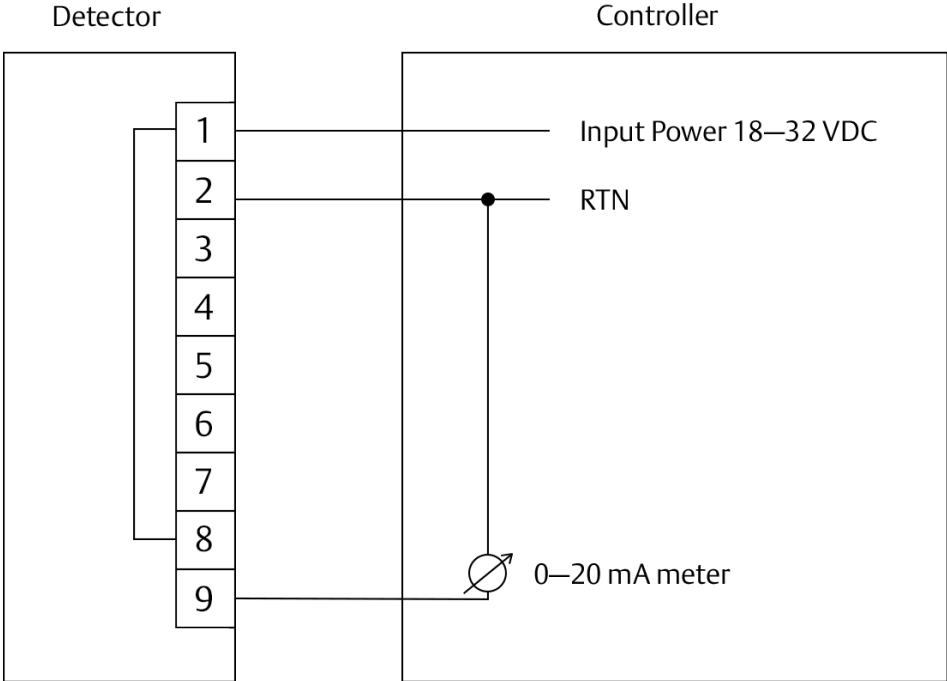 Detector
Controller
1
Input Power 18—32 VDC
2
RTN
3
4
5
6
7
8
0—20 mA meter
9